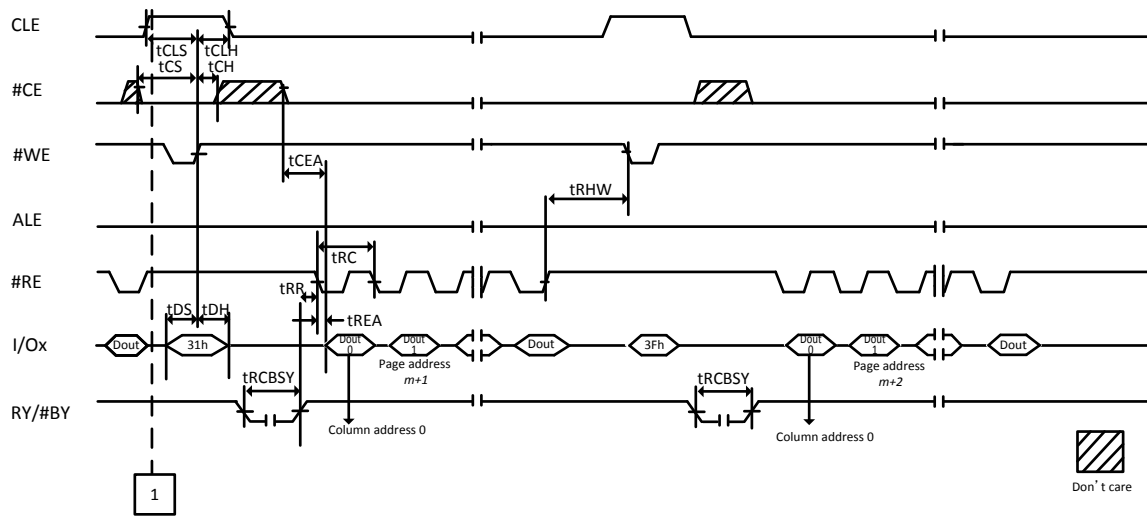 CLE
tCLS
tCLH
tCS
tCH
#CE
#WE
tCEA
tRHW
ALE
tRC
#RE
tRR
tDS
tDH
tREA
I/Ox
Dout
31h
Dout
0
Dout
1
Dout
3Fh
Dout
0
Dout
1
Dout
Page address
m+1
Page address
m+2
tRCBSY
tRCBSY
RY/#BY
Column address 0
Column address 0
1
Don't care